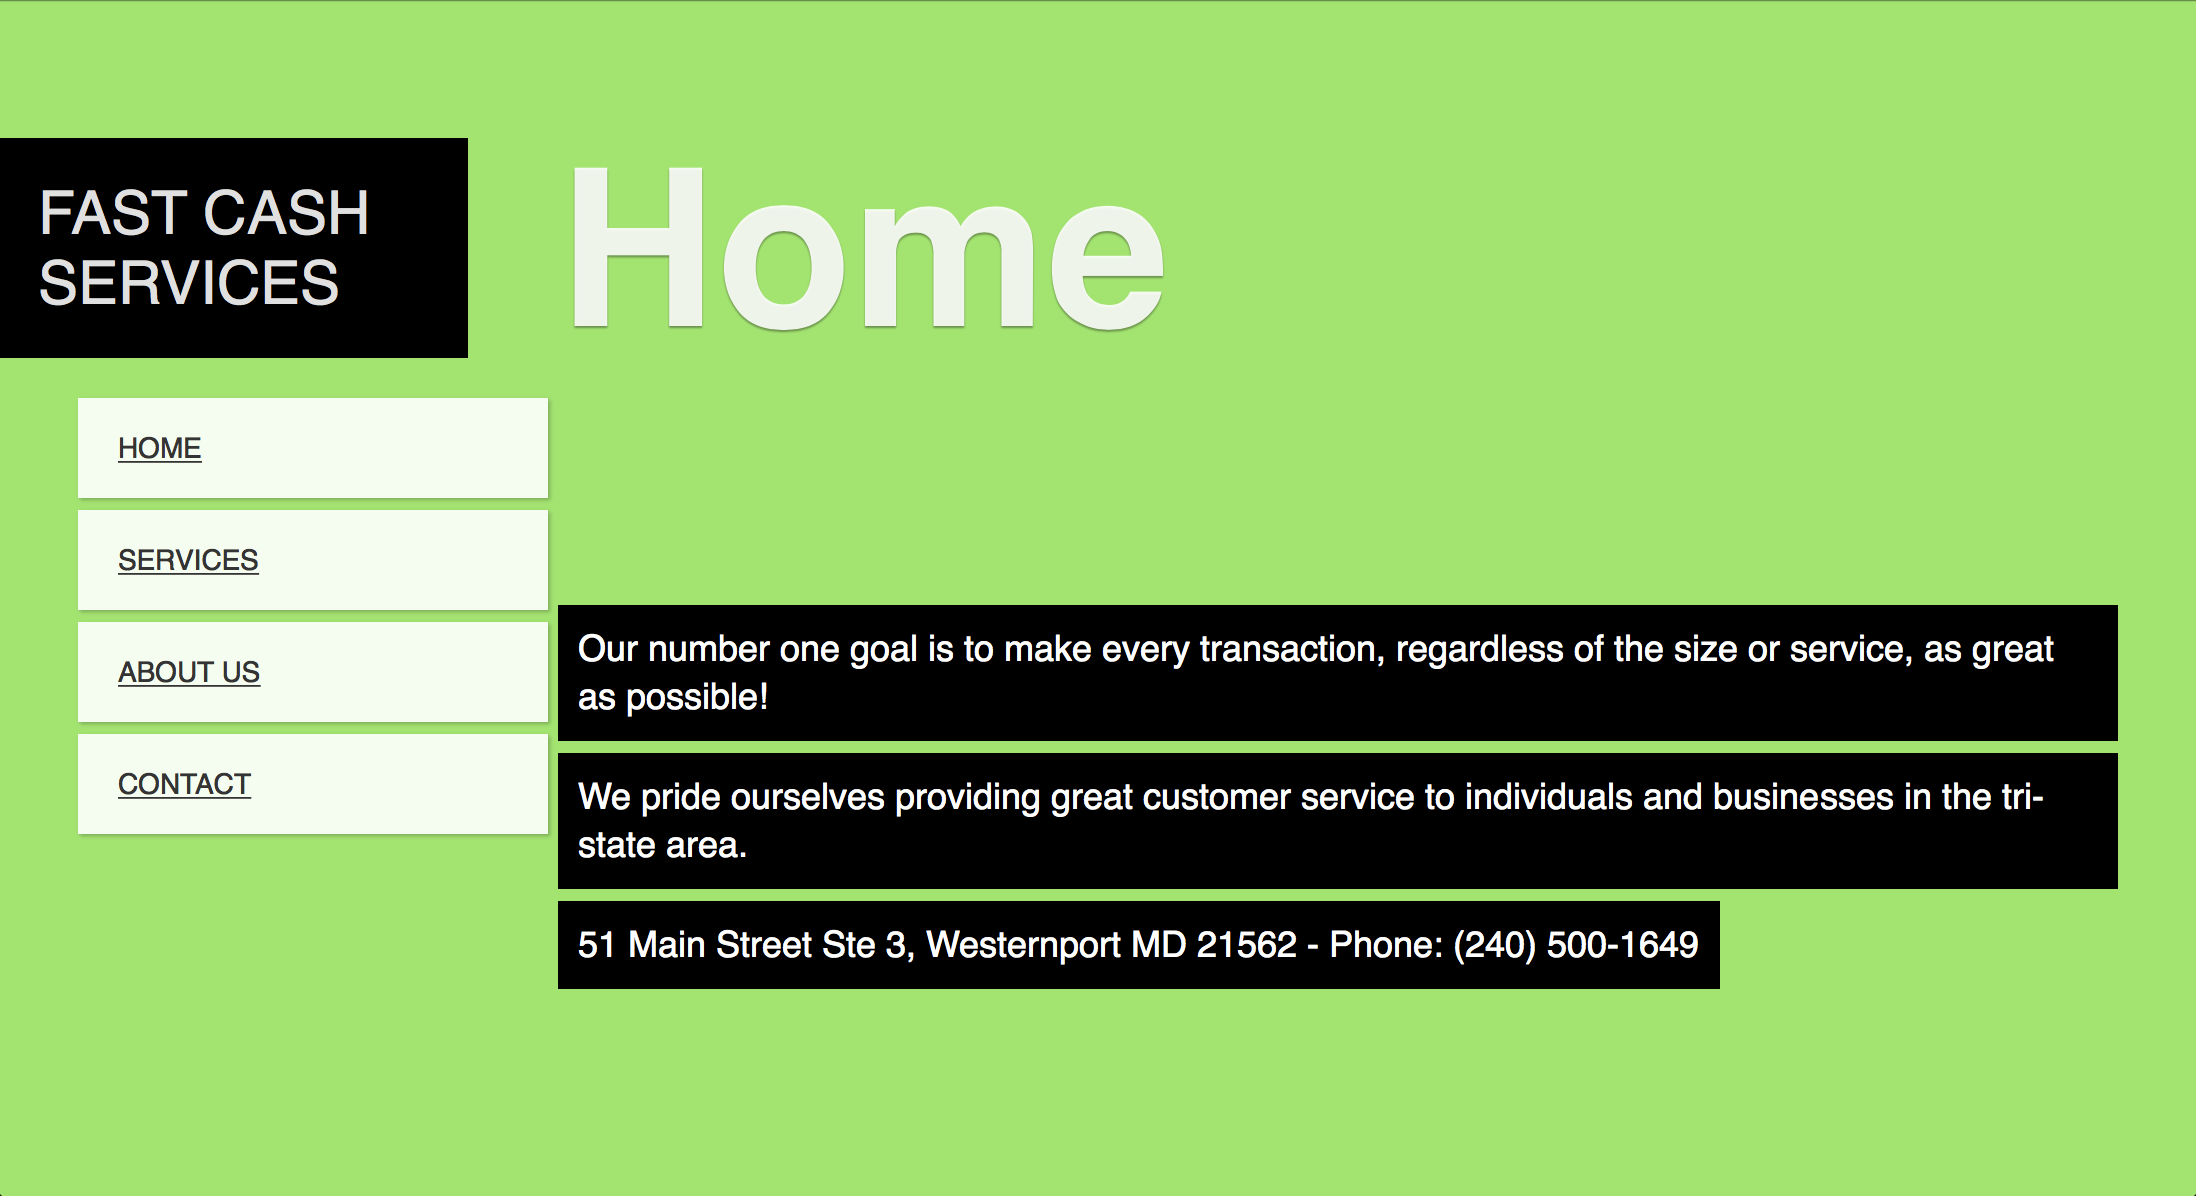 FAST CASH
SERVICES
Home
HOME
SERVICES
ABOUT US
CONTACT
Our number one goal is to make every transaction, regardless of the size or service, as great
as possible!
We pride ourselves providing great customer service to individuals and businesses in the tri-
state area.
51 Main Street Ste 3, Westernport MD 21562 - Phone: (240) 500-1649